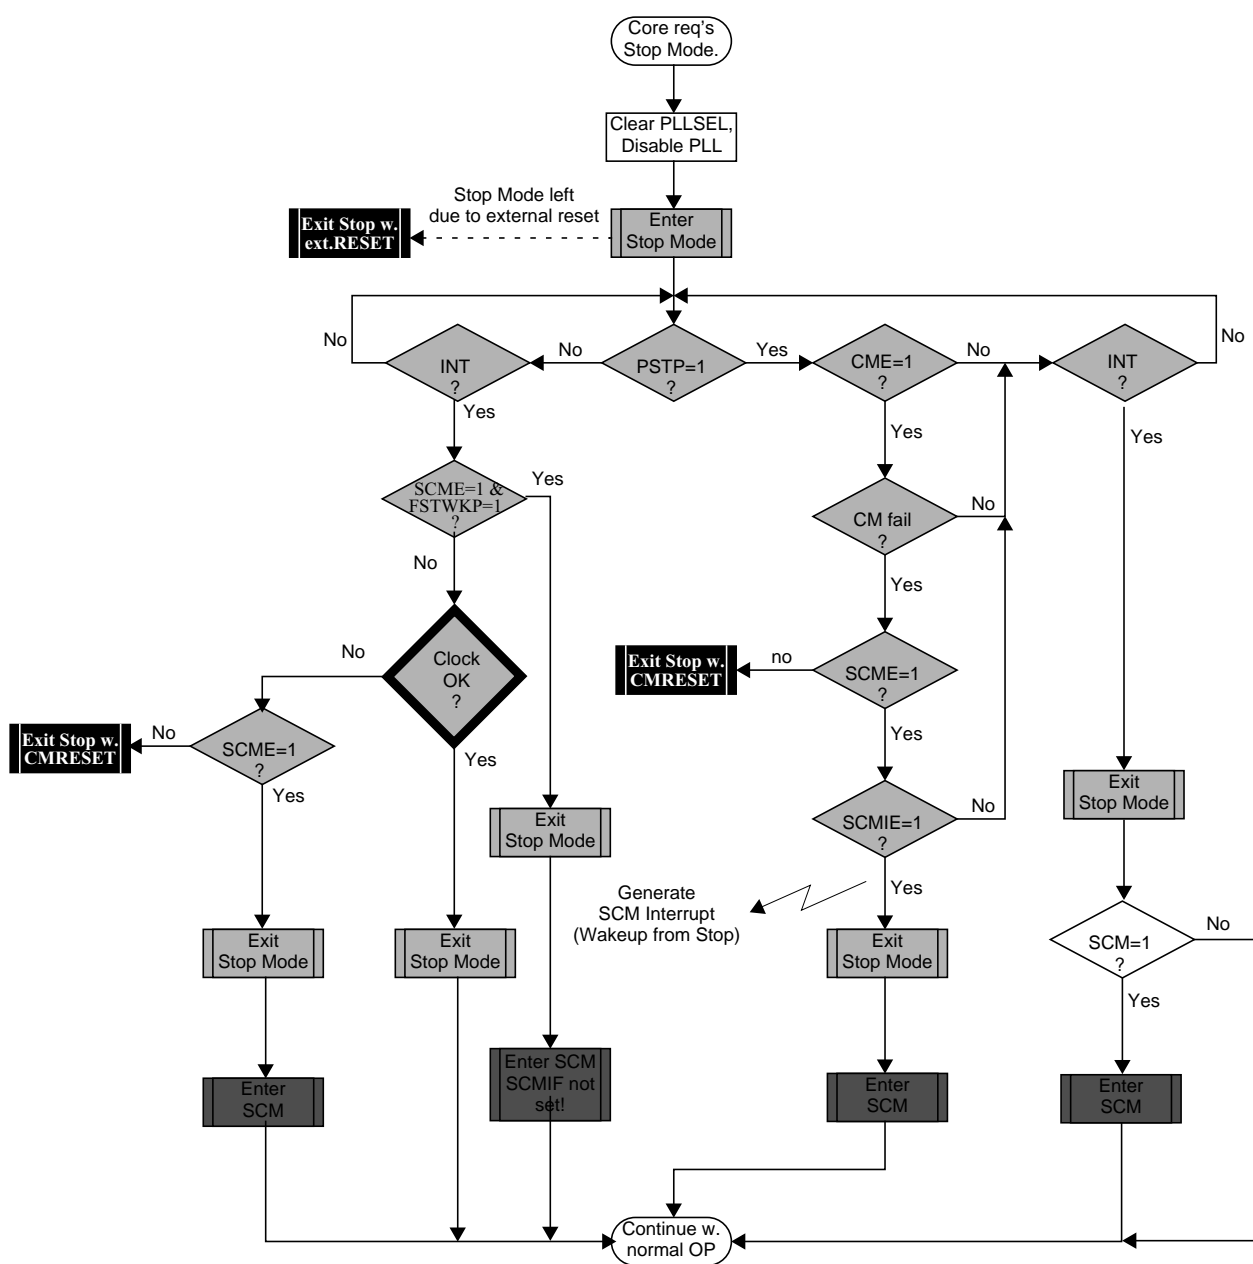 Core req's
Stop Mode.
Clear PLLSEL,
Disable PLL
Stop Mode left
due to external reset
Exit Stop w.
ext.RESET
Enter
Stop Mode
No
INT
?
No
PSTP=1
?
Yes
CME=1
?
No
INT
?
No
Yes
Yes
Yes
SCME=1 &
FSTWKP=1
?
Yes
CM fail
?
No
No
Yes
No
Clock
OK
?
Exit Stop w.
CMRESET
no
SCME=1
?
Exit Stop w.
CMRESET
No
SCME=1
?
Yes
Yes
Yes
Exit
Stop Mode
SCMIE=1
?
No
Exit
Stop Mode
Generate
SCM Interrupt
(Wakeup from Stop)
Yes
Exit
Stop Mode
Exit
Stop Mode
Exit
Stop Mode
SCM=1
?
No
Yes
Enter SCM
SCMIF not
set!
Enter
SCM
Enter
SCM
Enter
SCM
Continue w.
normal OP